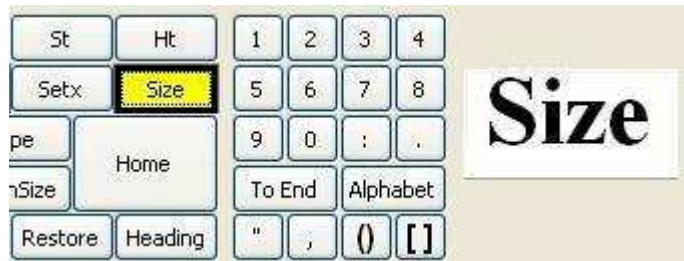 St Ht 1 2 3 4
Setx Size 5 6 7 8 Size
pe Home 9 0 : .
nSize To End Alphabet
Restore Heading " , () []